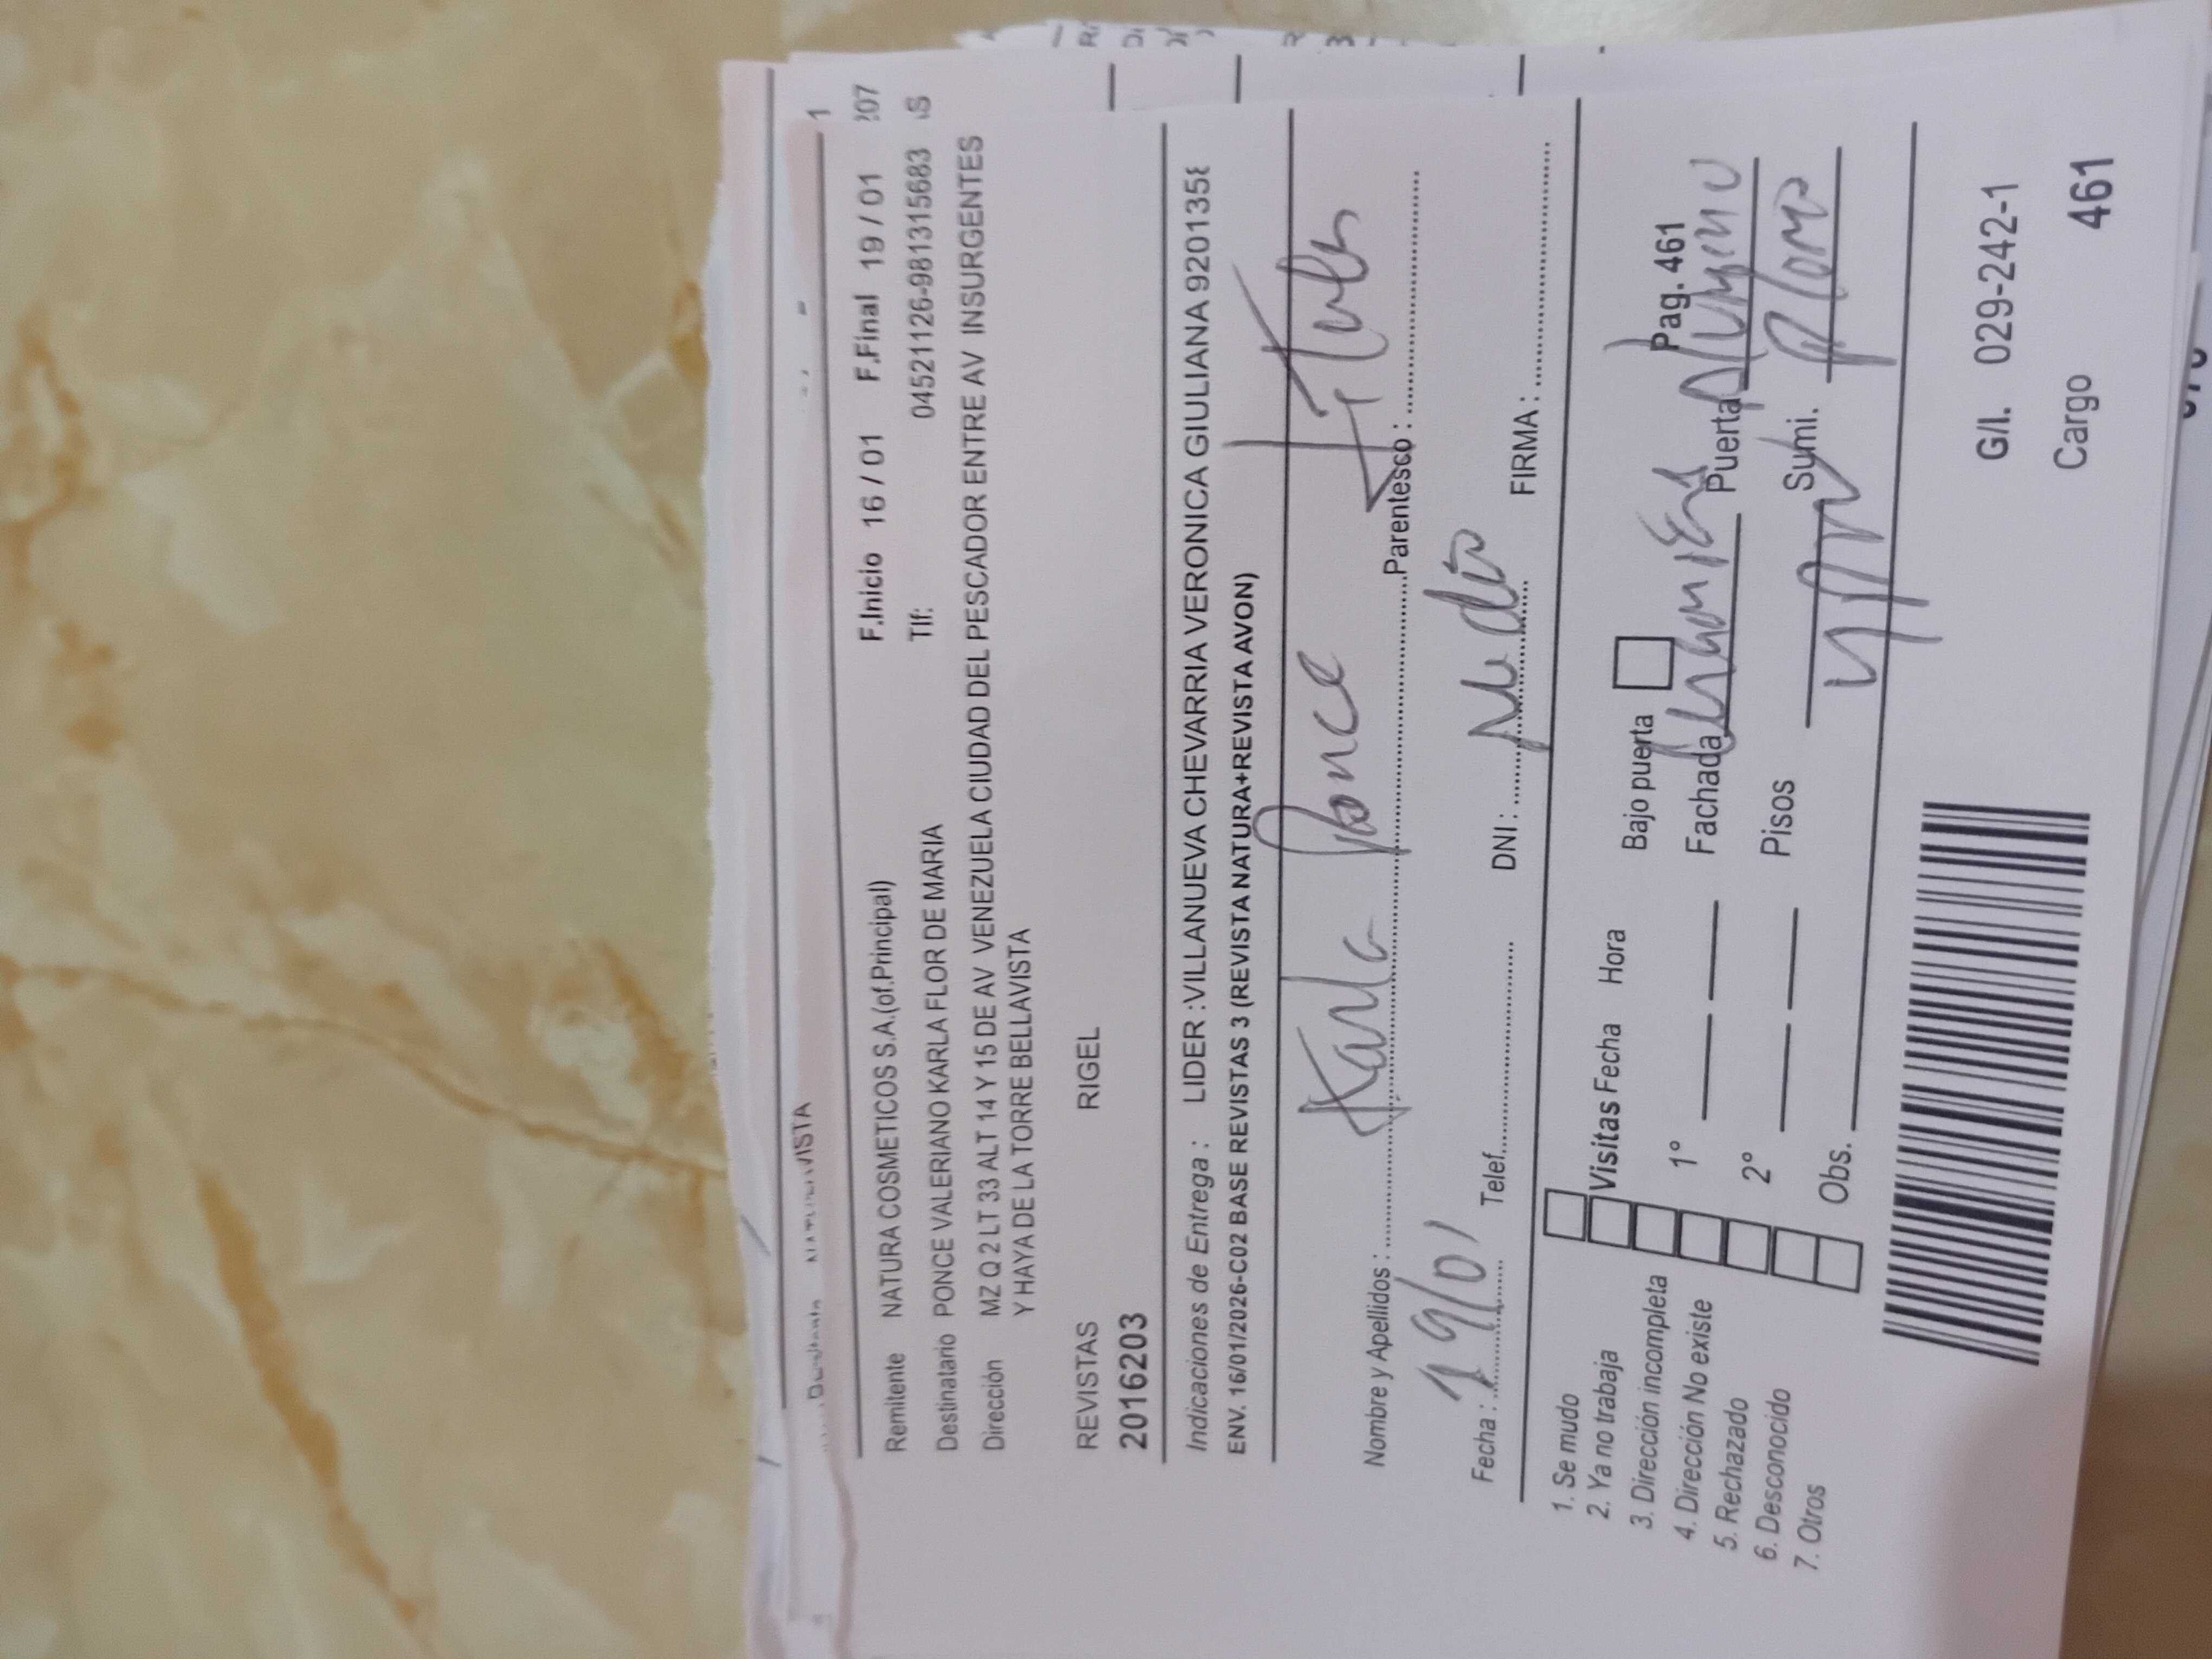 1
Remitente NATURA COSMETICOS S.A.(of.Principal) F.Inicio 16 / 01 F.Final 19 / 01 207
Destinatario PONCE VALERIANO KARLA FLOR DE MARIA Tlf: 04521126-981315683
Dirección MZ Q 2 LT 33 ALT 14 Y 15 DE AV VENEZUELA CIUDAD DEL PESCADOR ENTRE AV INSURGENTES
Y HAYA DE LA TORRE BELLAVISTA
REVISTAS RIGEL
2016203
Indicaciones de Entrega : LIDER :VILLANUEVA CHEVARRIA VERONICA GIULIANA 9201358
ENV. 16/01/2026-C02 BASE REVISTAS 3 (REVISTA NATURA+REVISTA AVON)
Nombre y Apellidos : Karla Ponce Parentesco :
Fecha : 19/01 Telef. DNI : FIRMA :
1. Se mudo
2. Ya no trabaja
3. Dirección incompleta
4. Dirección No existe
5. Rechazado
6. Desconocido
7. Otros
Visitas Fecha Hora Bajo puerta Pag. 461
1° Fachada Puerta
2° Pisos Sumi.
Obs.
G/I. 029-242-1
Cargo 461